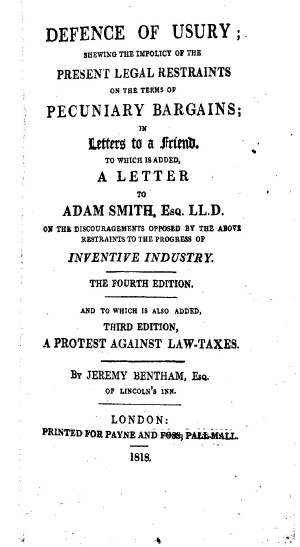 DEFENCE OF USURY;
SHEWING THE IMPOLICY OF THE
PRESENT LEGAL RESTRAINTS
ON THE TERMS OF
PECUNIARY BARGAINS;
IN
Letters to a Friend.
TO WHICH IS ADDED,
A LETTER
TO
ADAM SMITH, ESQ. LL.D.
ON THE DISCOURAGEMENTS OPPOSED BY THE ABOVE
RESTRAINTS TO THE PROGRESS OF
INVENTIVE INDUSTRY.
THE FOURTH EDITION.
AND TO WHICH IS ALSO ADDED,
THIRD EDITION,
A PROTEST AGAINST LAW-TAXES.
BY JEREMY BENTHAM, ESQ.
OF LINCOLN'S INN.
LONDON:
PRINTED FOR PAYNE AND FOSS, PALL-MALL.
1818.